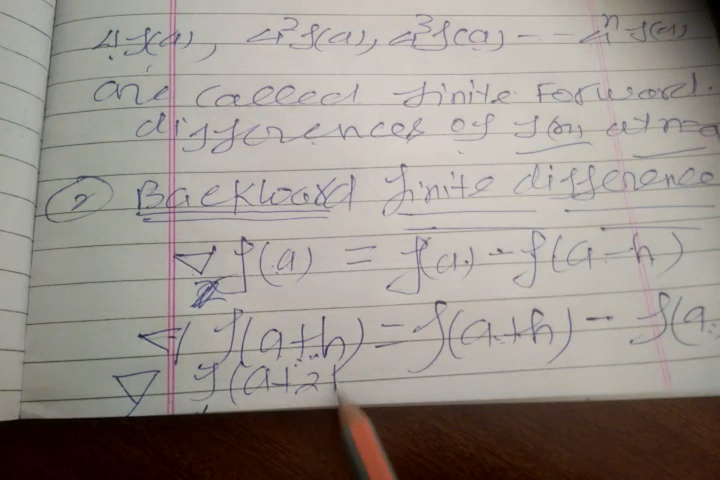 Δf(a), Δ²f(a), Δ³f(a) - - Δⁿf(a)
are called finite Forward
differences of f(x) at x=a
② Backward finite difference
∇ f(a) = f(a) - f(a-h)
∇ f(a+h) = f(a+h) - f(a
∇ f(a+2